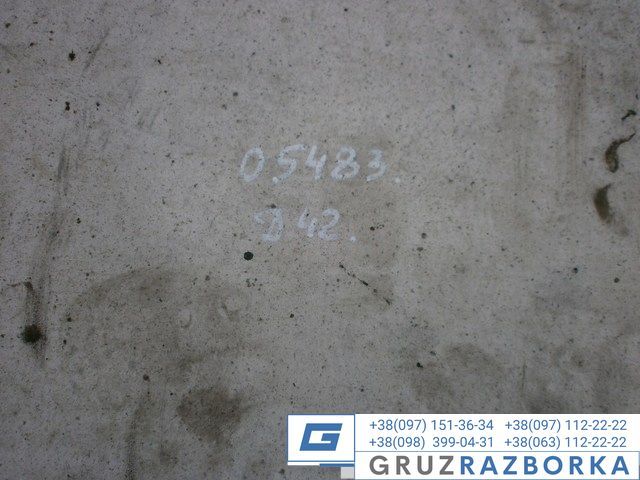 05483.
D 42.
+38(097) 151-36-34 +38(097) 112-22-22
+38(098) 399-04-31 +38(063) 112-22-22
G GRUZRAZBORKA